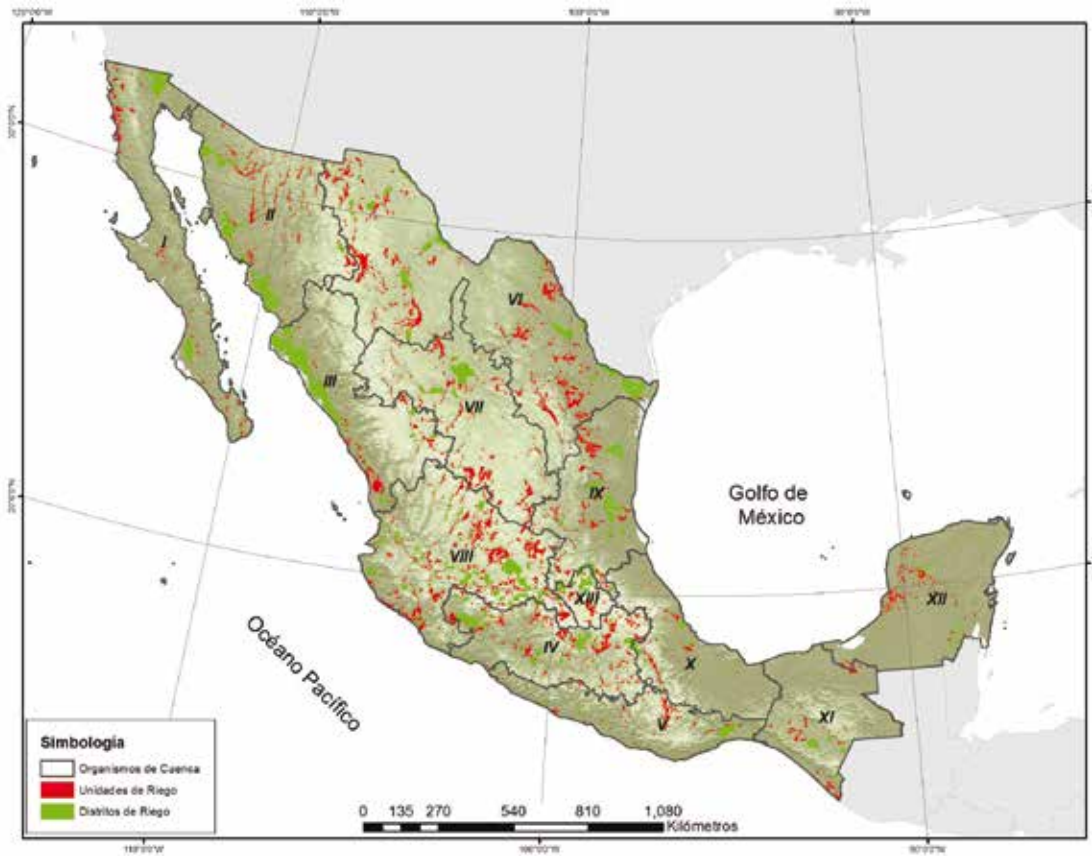 I
II
III
VI
VII
IX
VIII
XIII
IV
X
V
XI
XII
Golfo de
México
Océano Pacífico
Simbología
Organismos de Cuenca
Unidades de Riego
Distritos de Riego
0 135 270 540 810 1,080
Kilómetros